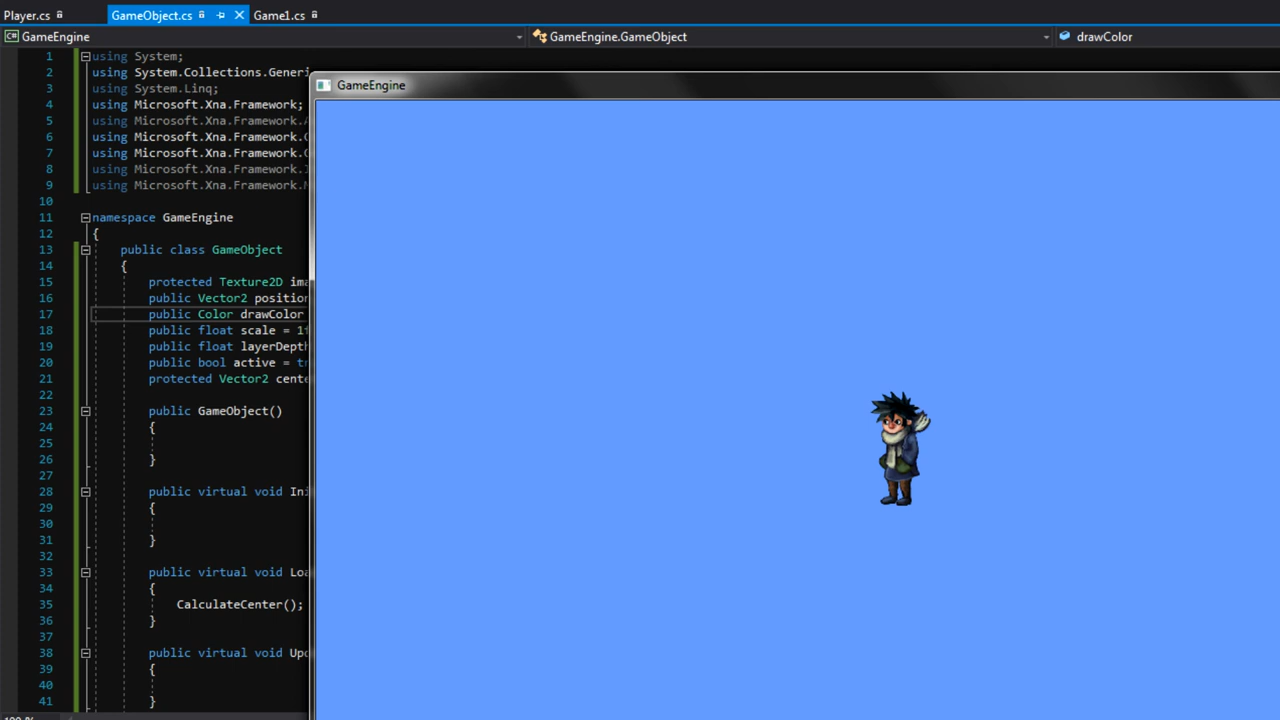 Player.cs GameObject.cs Game1.cs
C# GameEngine GameEngine.GameObject drawColor
GameEngine
1 using System;
2 using System.Collections.Generi
3 using System.Linq;
4 using Microsoft.Xna.Framework;
5 using Microsoft.Xna.Framework.
6 using Microsoft.Xna.Framework.
7 using Microsoft.Xna.Framework.
8 using Microsoft.Xna.Framework.
9 using Microsoft.Xna.Framework.
10
11 namespace GameEngine
12 {
13 public class GameObject
14 {
15 protected Texture2D ima
16 public Vector2 position
17 public Color drawColor
18 public float scale = 1f
19 public float layerDepth
20 public bool active = tr
21 protected Vector2 cente
22
23 public GameObject()
24 {
25
26 }
27
28 public virtual void Ini
29 {
30
31 }
32
33 public virtual void Loa
34 {
35 CalculateCenter();
36 }
37
38 public virtual void Upd
39 {
40
41 }